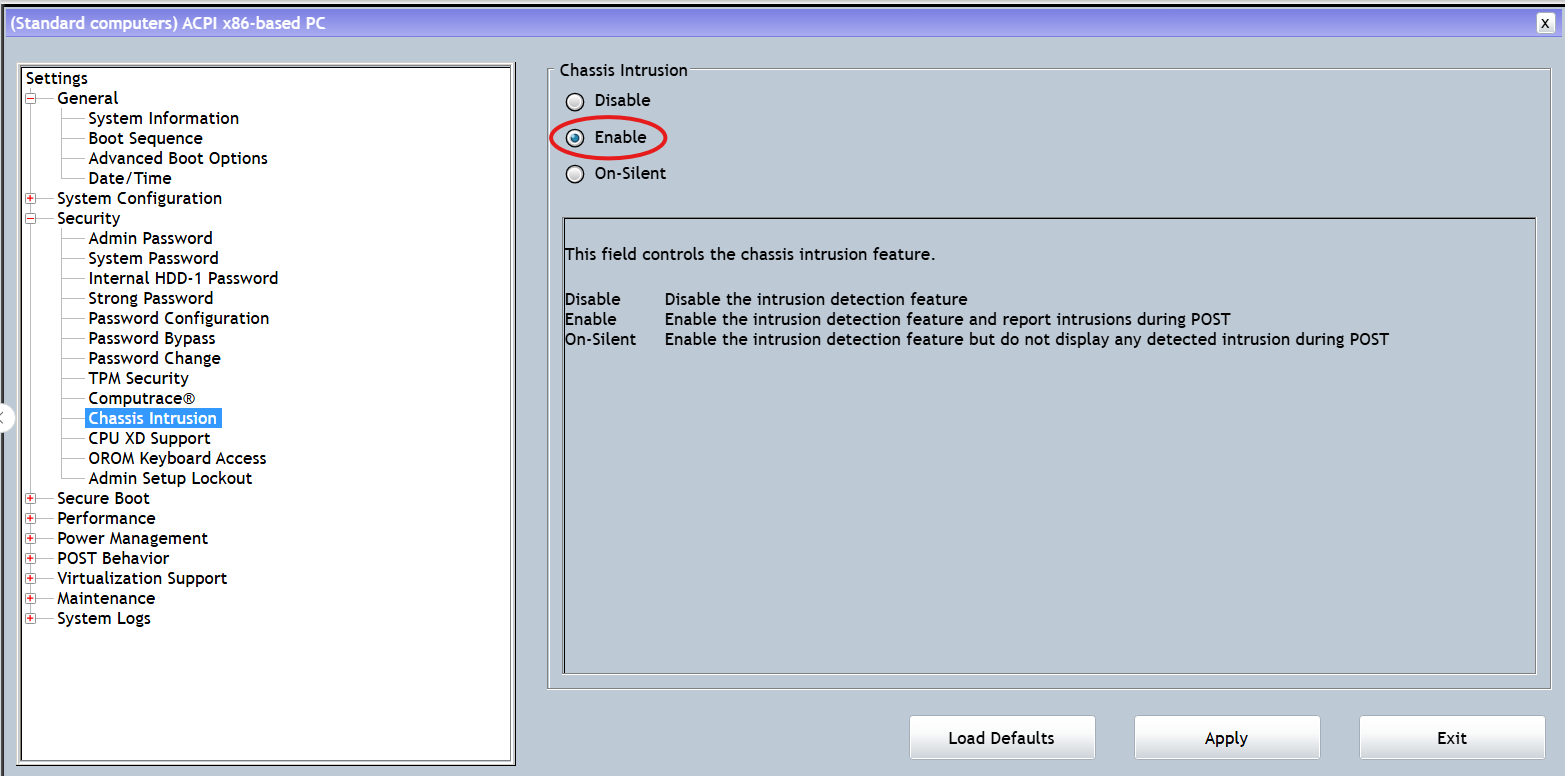 (Standard computers) ACPI x86-based PC
X
Settings
General
System Information
Boot Sequence
Advanced Boot Options
Date/Time
System Configuration
Security
Admin Password
System Password
Internal HDD-1 Password
Strong Password
Password Configuration
Password Bypass
Password Change
TPM Security
Computrace®
Chassis Intrusion
CPU XD Support
OROM Keyboard Access
Admin Setup Lockout
Secure Boot
Performance
Power Management
POST Behavior
Virtualization Support
Maintenance
System Logs
Chassis Intrusion
Disable
Enable
On-Silent
This field controls the chassis intrusion feature.
Disable Disable the intrusion detection feature
Enable Enable the intrusion detection feature and report intrusions during POST
On-Silent Enable the intrusion detection feature but do not display any detected intrusion during POST
Load Defaults
Apply
Exit